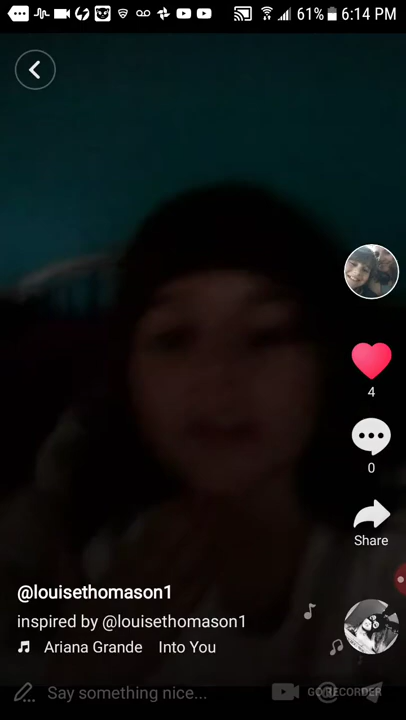 61% 6:14 PM
4
0
Share
@louisethomason1
inspired by @louisethomason1
Ariana Grande Into You
Say something nice...
GO RECORDER